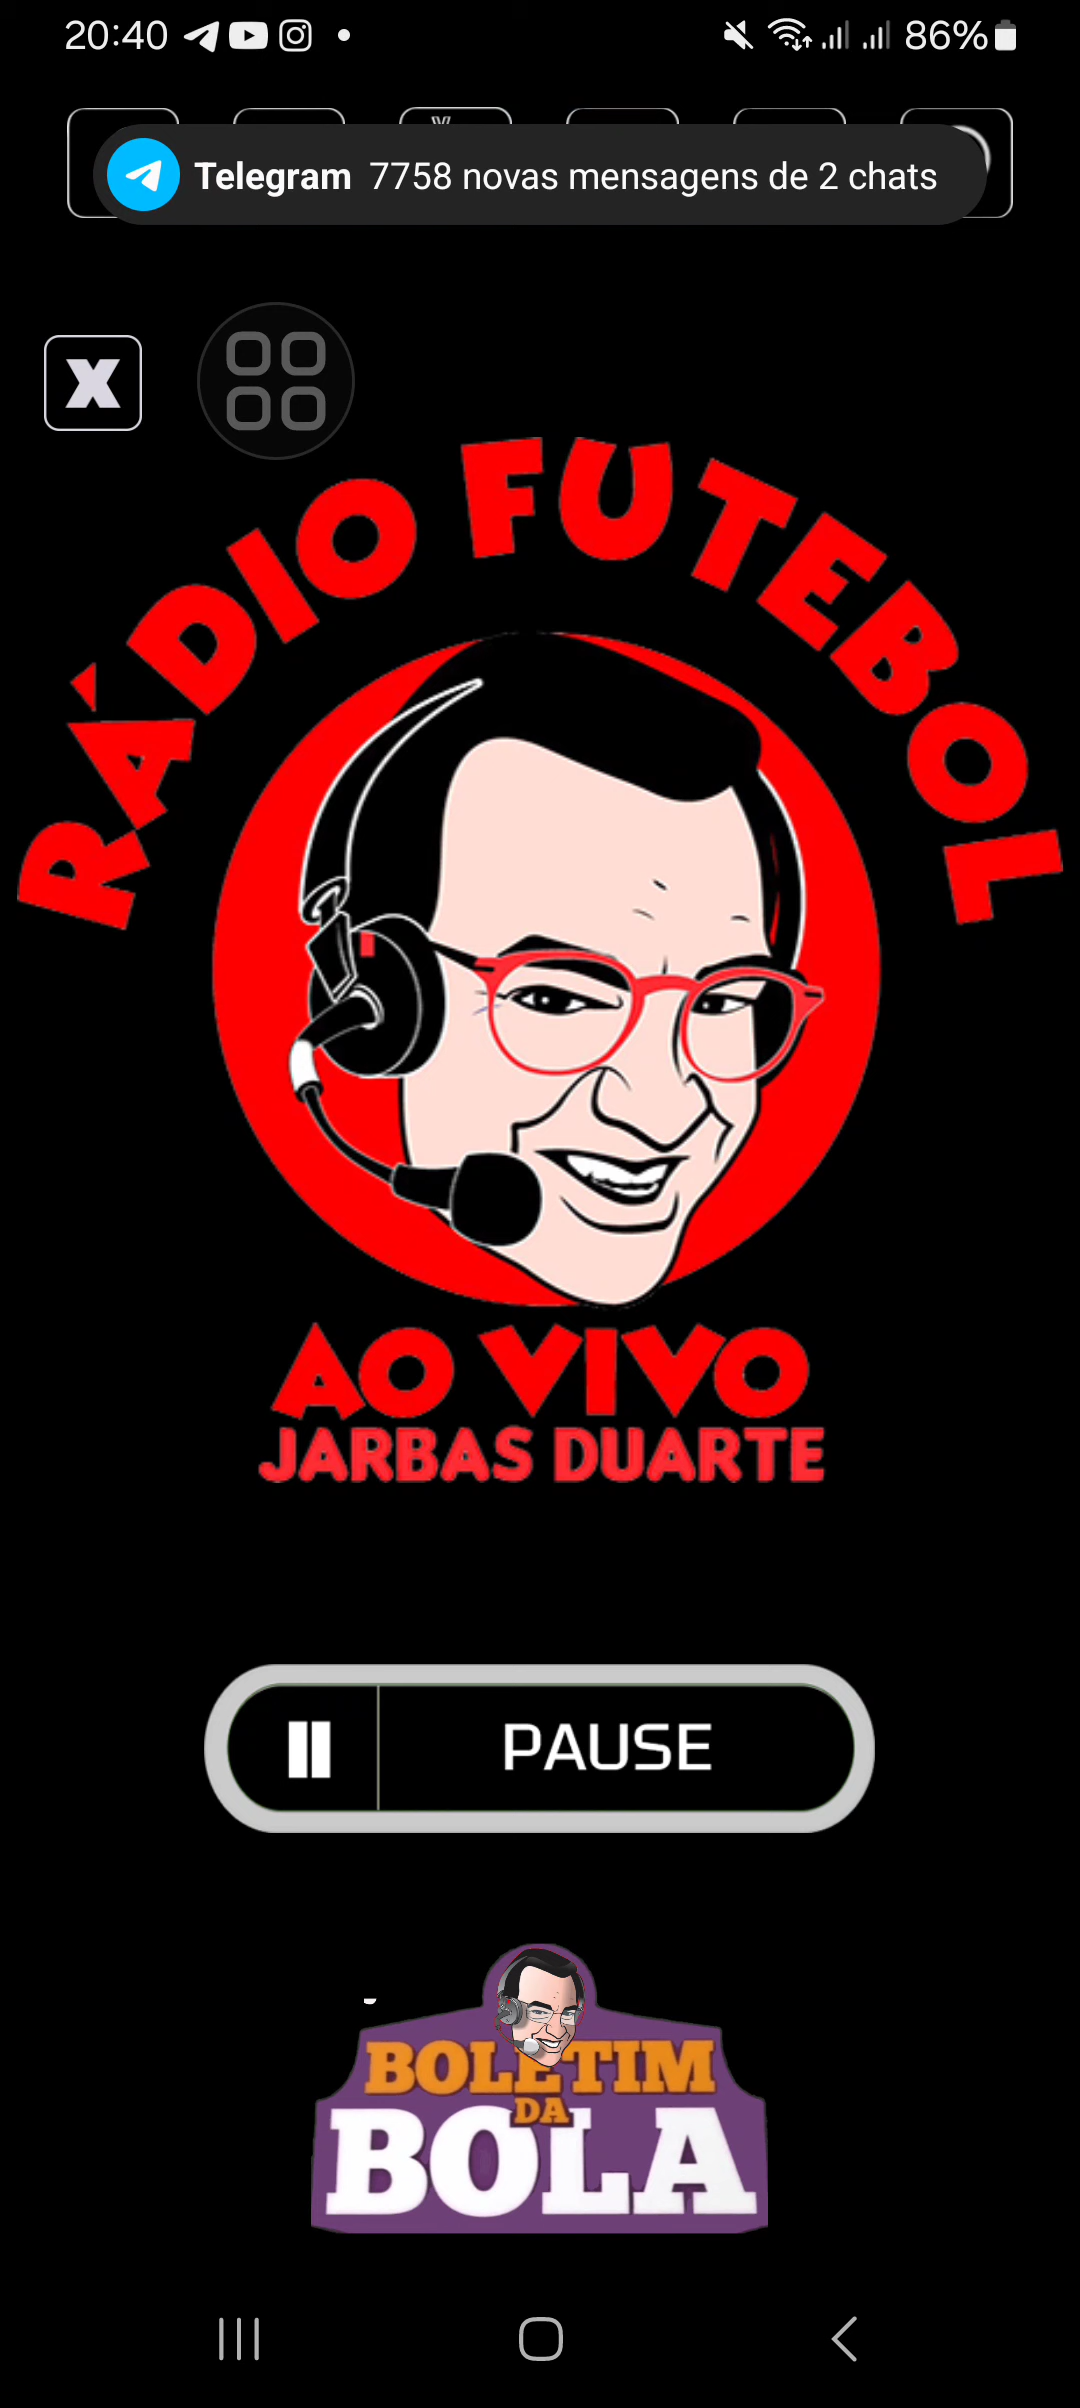 20:40 86%
Telegram 7758 novas mensagens de 2 chats
X
RÁDIO FUTEBOL
AO VIVO
JARBAS DUARTE
PAUSE
BOLETIM
DA
BOLA